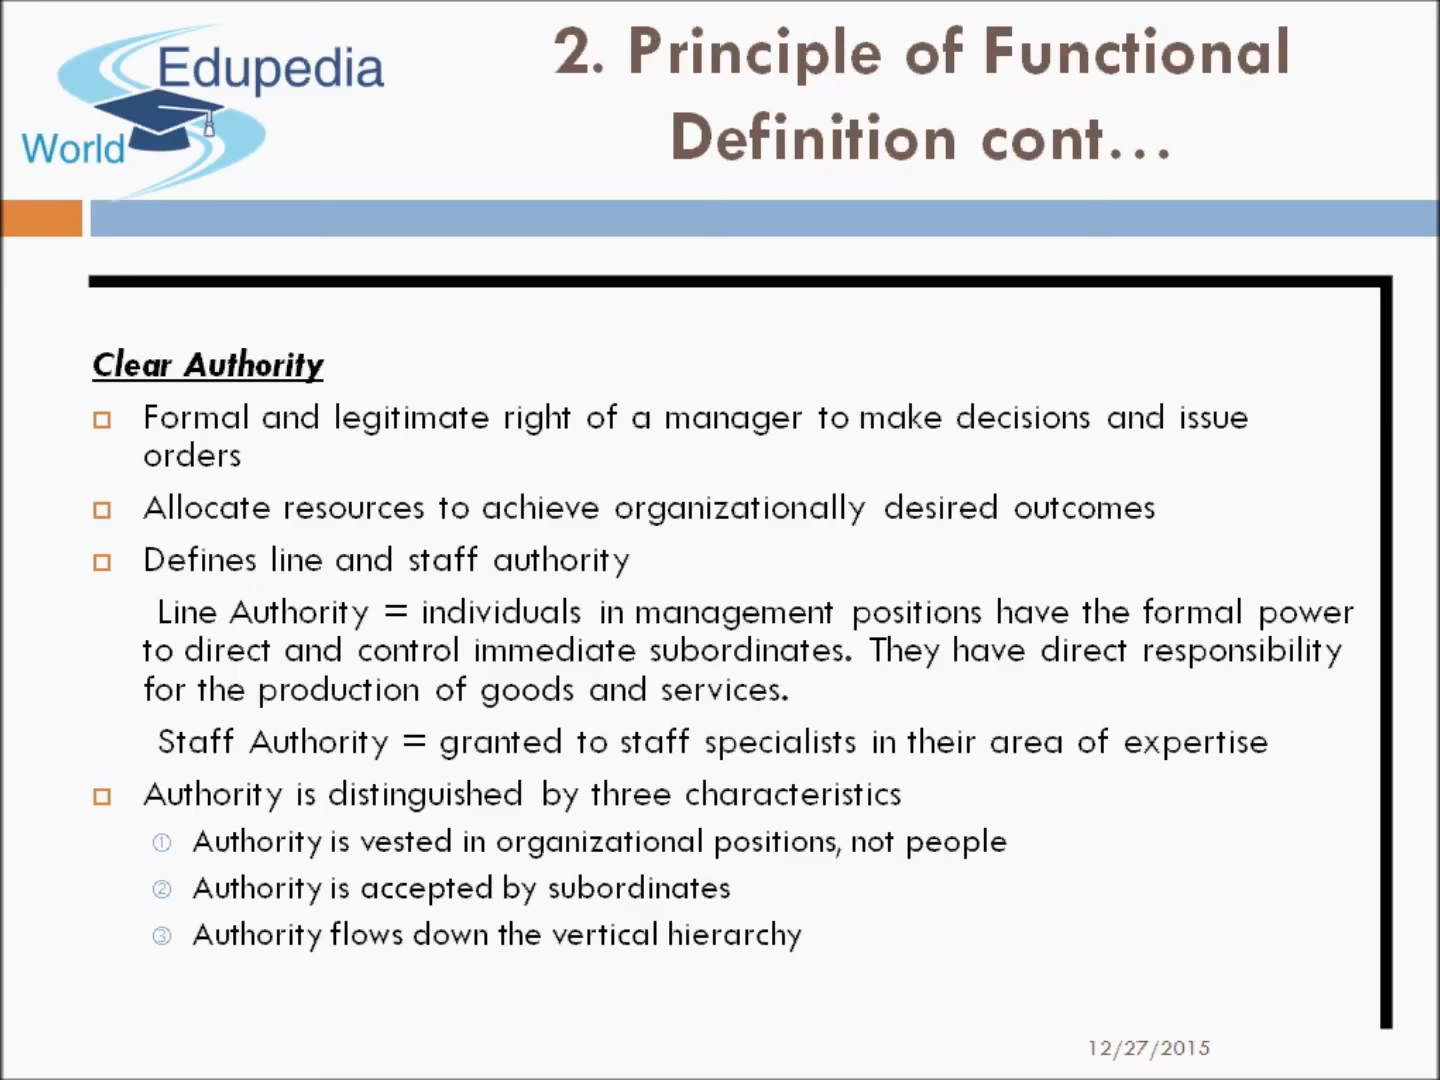 Edupedia
World
2. Principle of Functional
Definition cont...
Clear Authority
Formal and legitimate right of a manager to make decisions and issue
orders
Allocate resources to achieve organizationally desired outcomes
Defines line and staff authority
Line Authority = individuals in management positions have the formal power
to direct and control immediate subordinates. They have direct responsibility
for the production of goods and services.
Staff Authority = granted to staff specialists in their area of expertise
Authority is distinguished by three characteristics
① Authority is vested in organizational positions, not people
② Authority is accepted by subordinates
③ Authority flows down the vertical hierarchy
12/27/2015